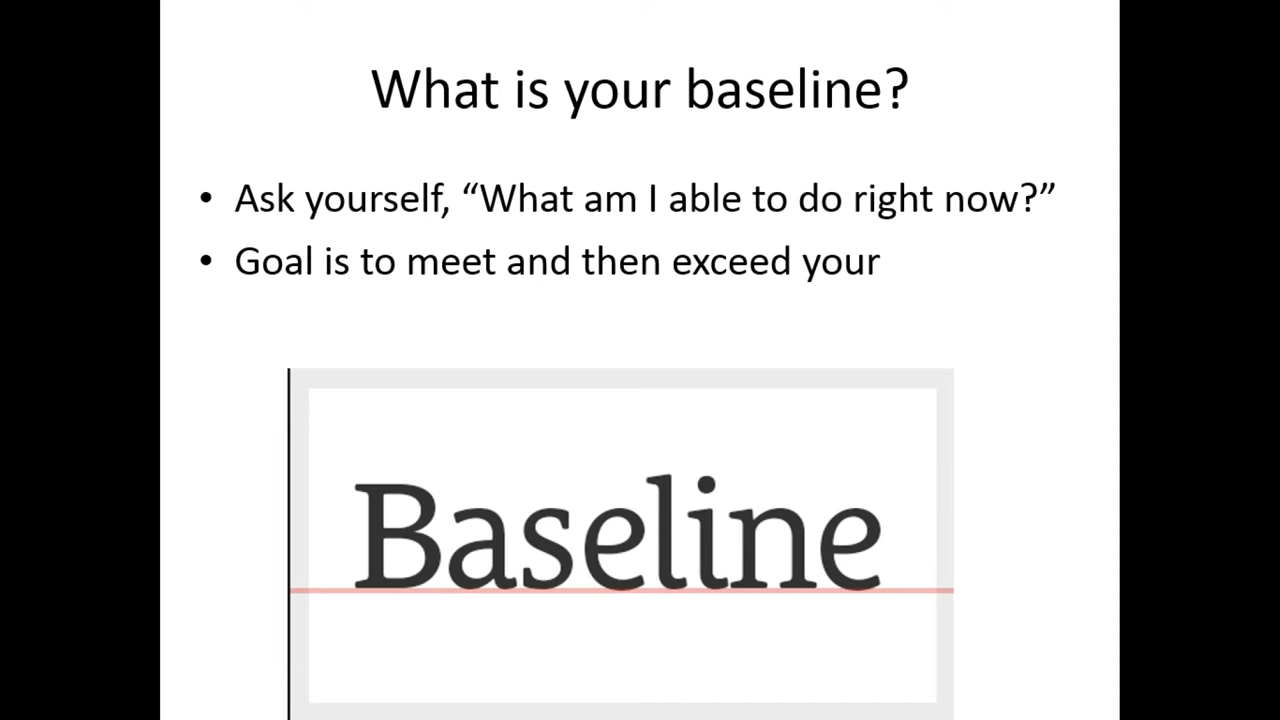 What is your baseline?
• Ask yourself, “What am I able to do right now?”
• Goal is to meet and then exceed your
Baseline